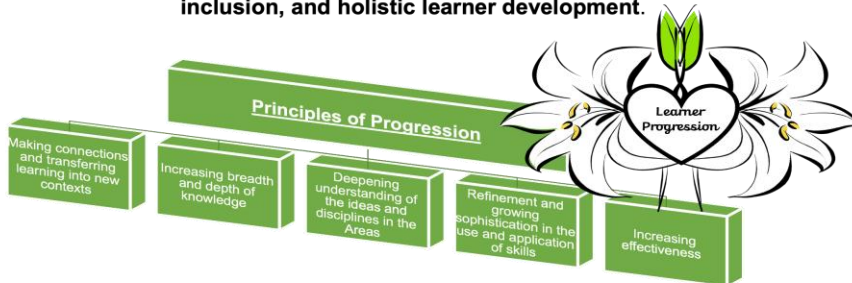 inclusion, and holistic learner development.
Principles of Progression
Learner
Progression
Making connections
and transferring
learning into new
contexts
Increasing breadth
and depth of
knowledge
Deepening
understanding of
the ideas and
disciplines in the
Areas
Refinement and
growing
sophistication in the
use and application
of skills
Increasing
effectiveness